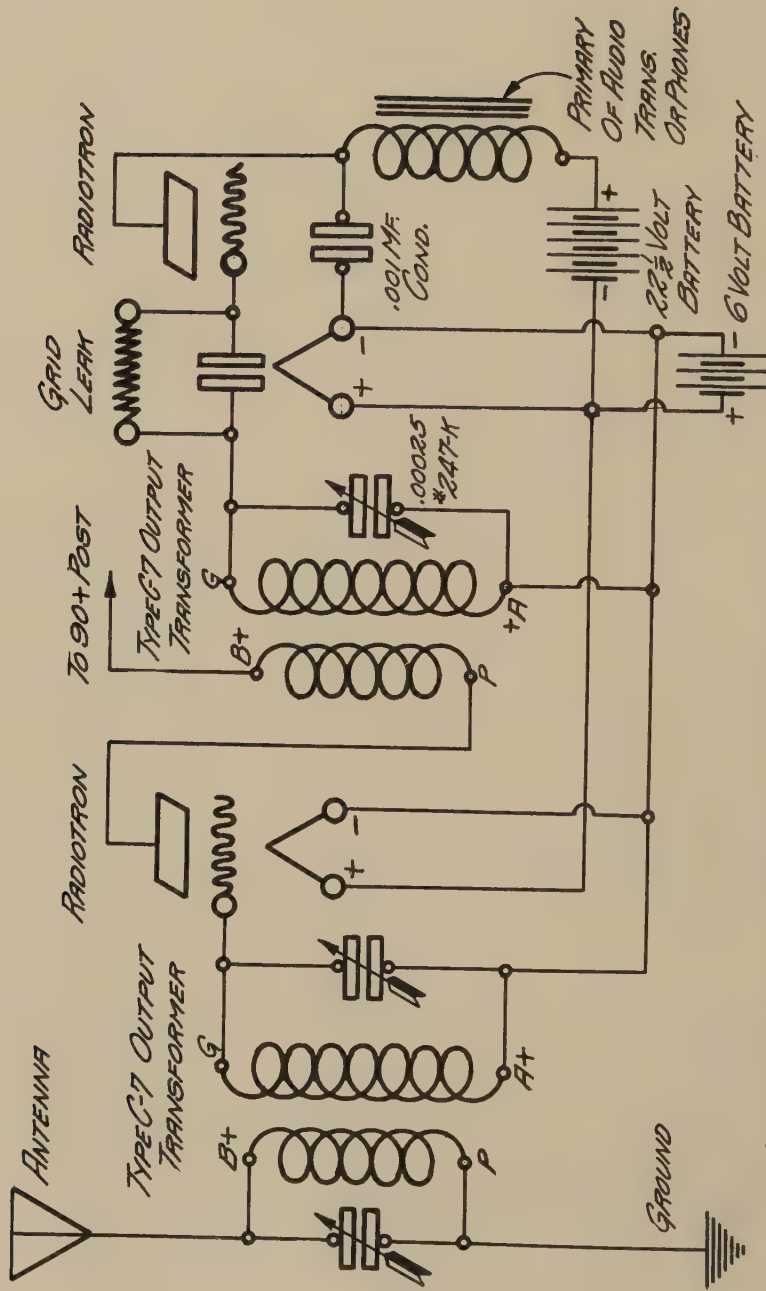 ANTENNA
TYPE C-7 OUTPUT
TRANSFORMER
B+
P
G
A+
GROUND
RADIOTRON
+
-
TO 90+ POST
TYPE C-7 OUTPUT
TRANSFORMER
B+
P
G
+A
.00025
#247-K
GRID
LEAK
+
-
RADIOTRON
.001 MF.
COND.
PRIMARY
OF AUDIO
TRANS.
OR PHONES
-
+
22½ VOLT
BATTERY
+
-
6 VOLT BATTERY